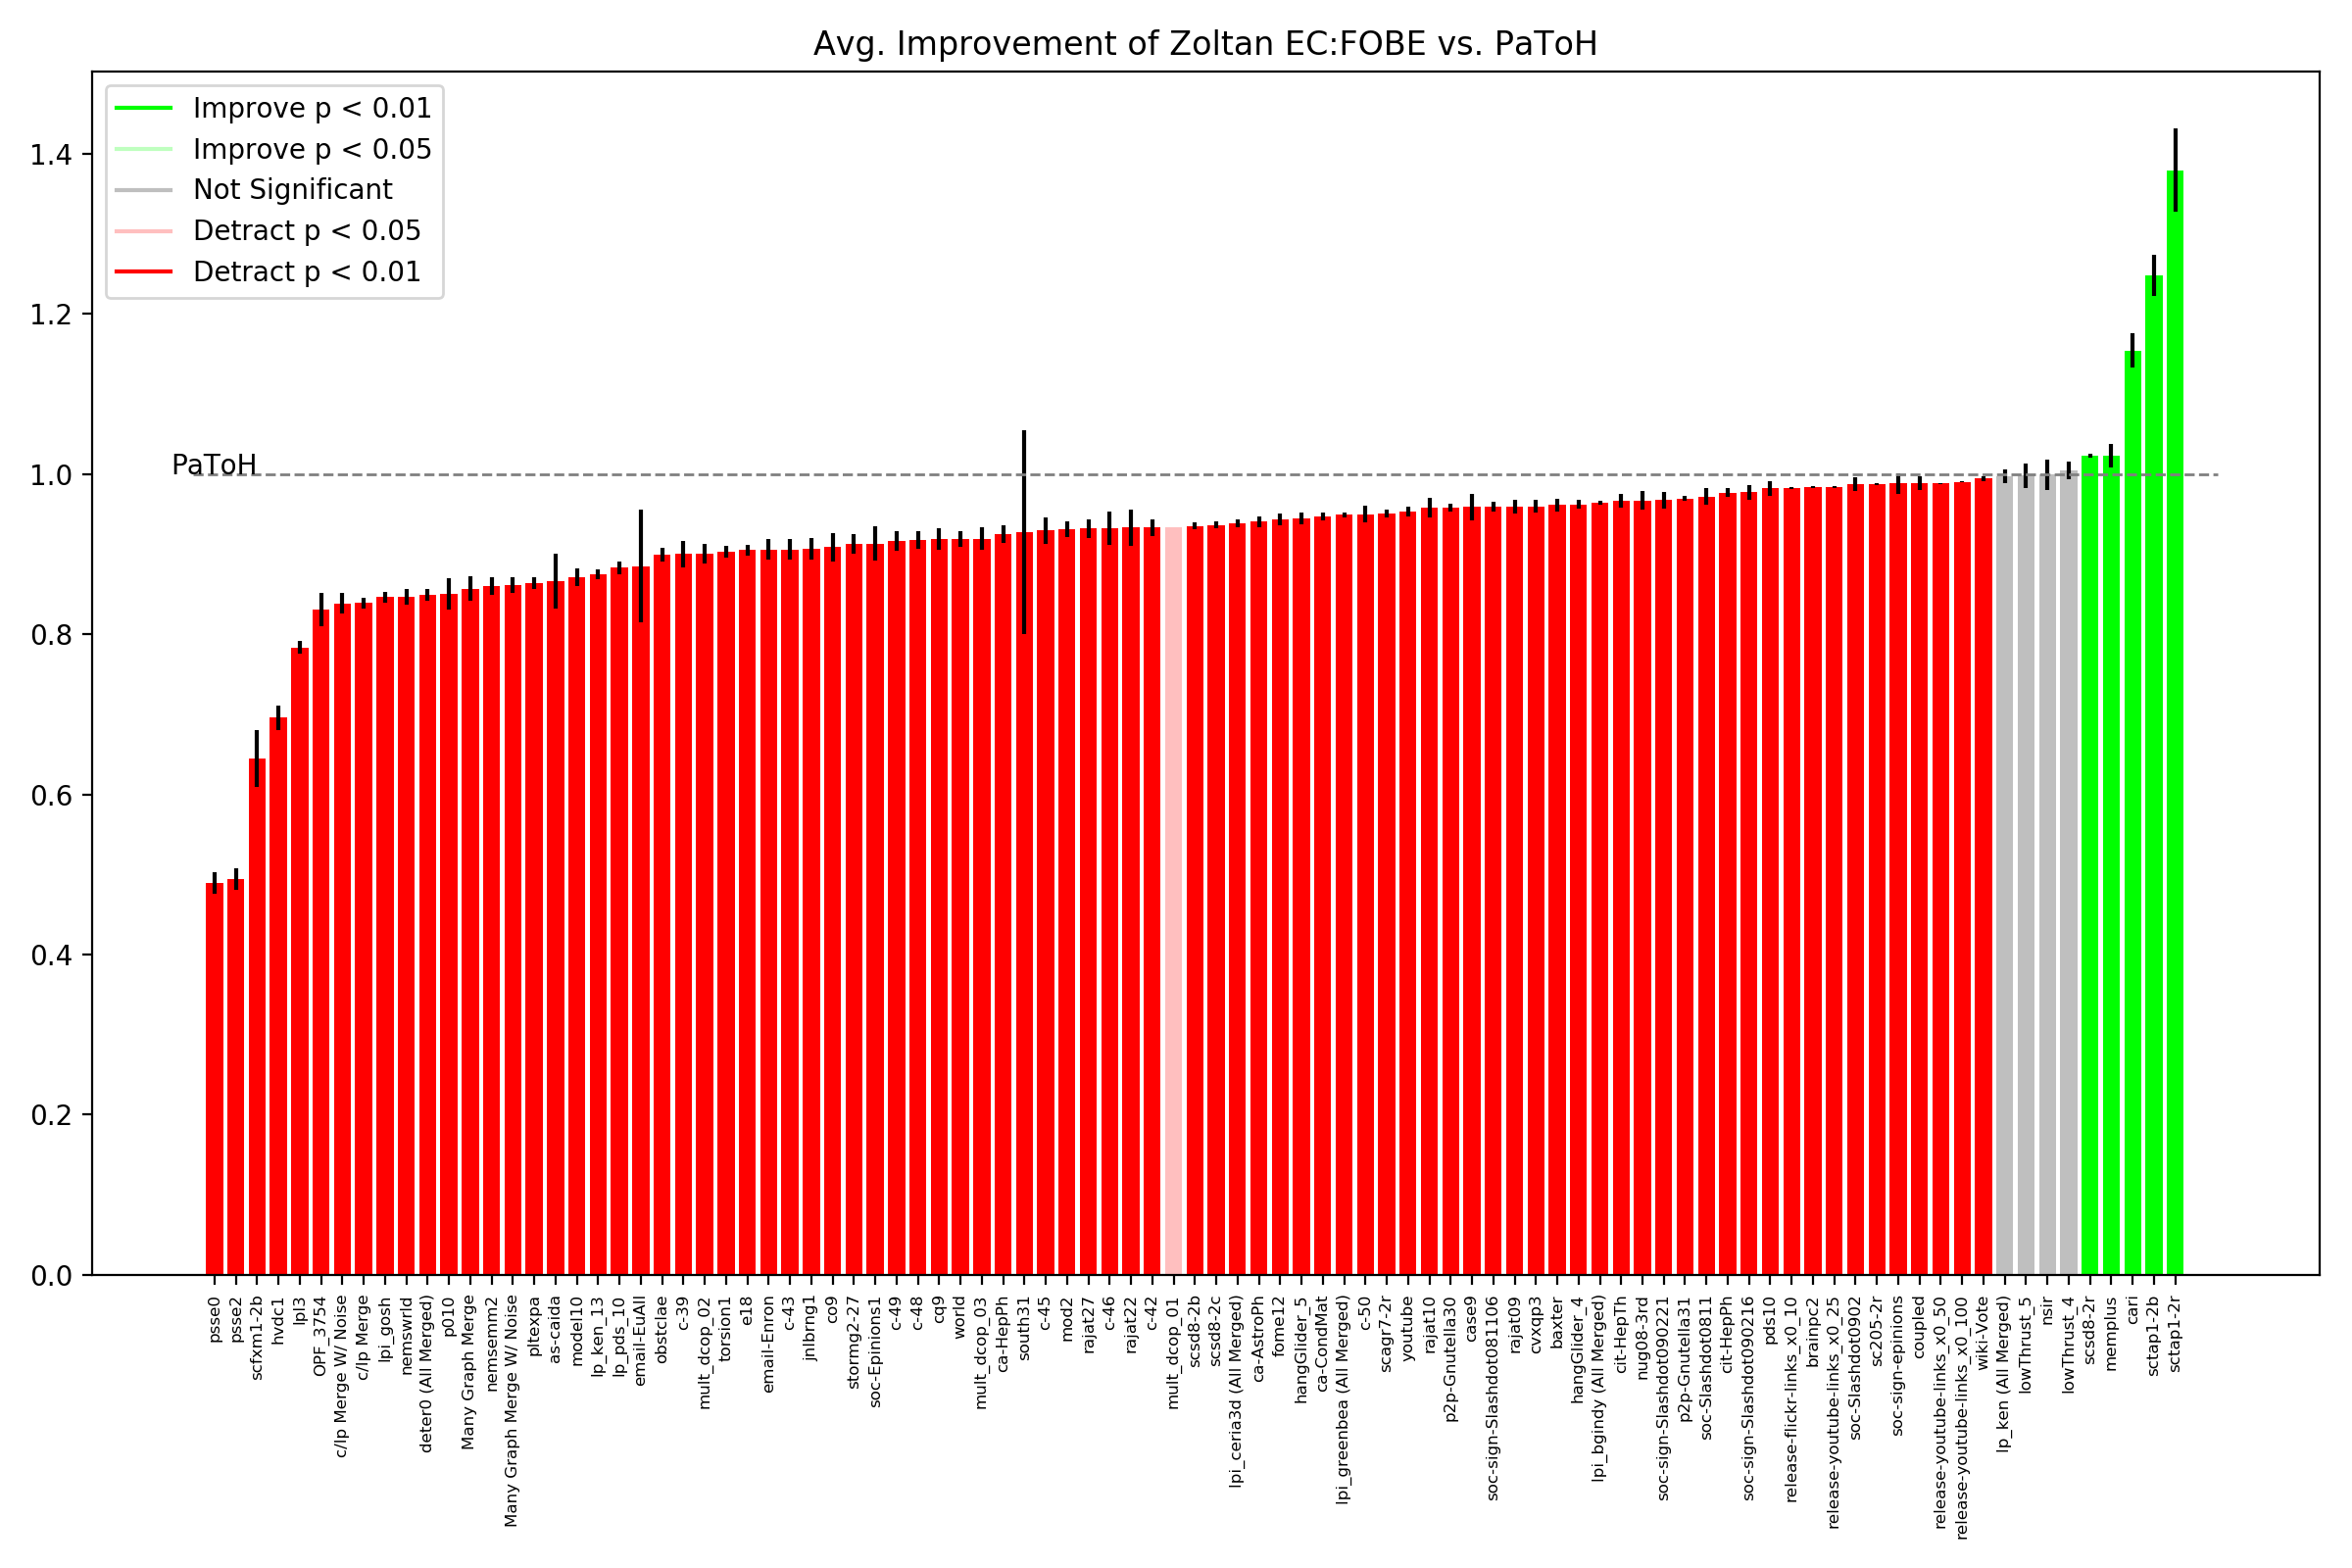 Avg. Improvement of Zoltan EC:FOBE vs. PaToH
Improve p < 0.01
Improve p < 0.05
Not Significant
Detract p < 0.05
Detract p < 0.01
1.4
1.2
1.0
0.8
0.6
0.4
0.2
0.0
PaToH
psse0
psse2
scfxm1-2b
hvdc1
lpl3
OPF_3754
c/lp Merge W/ Noise
c/lp Merge
lpi_gosh
nemswrld
deter0 (All Merged)
p010
Many Graph Merge
nemsemm2
Many Graph Merge W/ Noise
pltexpa
as-caida
model10
lp_ken_13
lp_pds_10
email-EuAll
obstclae
c-39
mult_dcop_02
torsion1
e18
email-Enron
c-43
jnlbrng1
co9
stormg2-27
soc-Epinions1
c-49
c-48
cq9
world
mult_dcop_03
ca-HepPh
south31
c-45
mod2
rajat27
c-46
rajat22
c-42
mult_dcop_01
scsd8-2b
scsd8-2c
lpi_ceria3d (All Merged)
ca-AstroPh
fome12
hangGlider_5
ca-CondMat
lpi_greenbea (All Merged)
c-50
scagr7-2r
youtube
rajat10
p2p-Gnutella30
case9
soc-sign-Slashdot081106
rajat09
cvxqp3
baxter
hangGlider_4
lpi_bgindy (All Merged)
cit-HepTh
nug08-3rd
soc-sign-Slashdot090221
p2p-Gnutella31
soc-Slashdot0811
cit-HepPh
soc-sign-Slashdot090216
pds10
release-flickr-links_x0_10
brainpc2
release-youtube-links_x0_25
soc-Slashdot0902
sc205-2r
soc-sign-epinions
coupled
release-youtube-links_x0_50
release-youtube-links_x0_100
wiki-Vote
lp_ken (All Merged)
lowThrust_5
nsir
lowThrust_4
scsd8-2r
memplus
cari
sctap1-2b
sctap1-2r